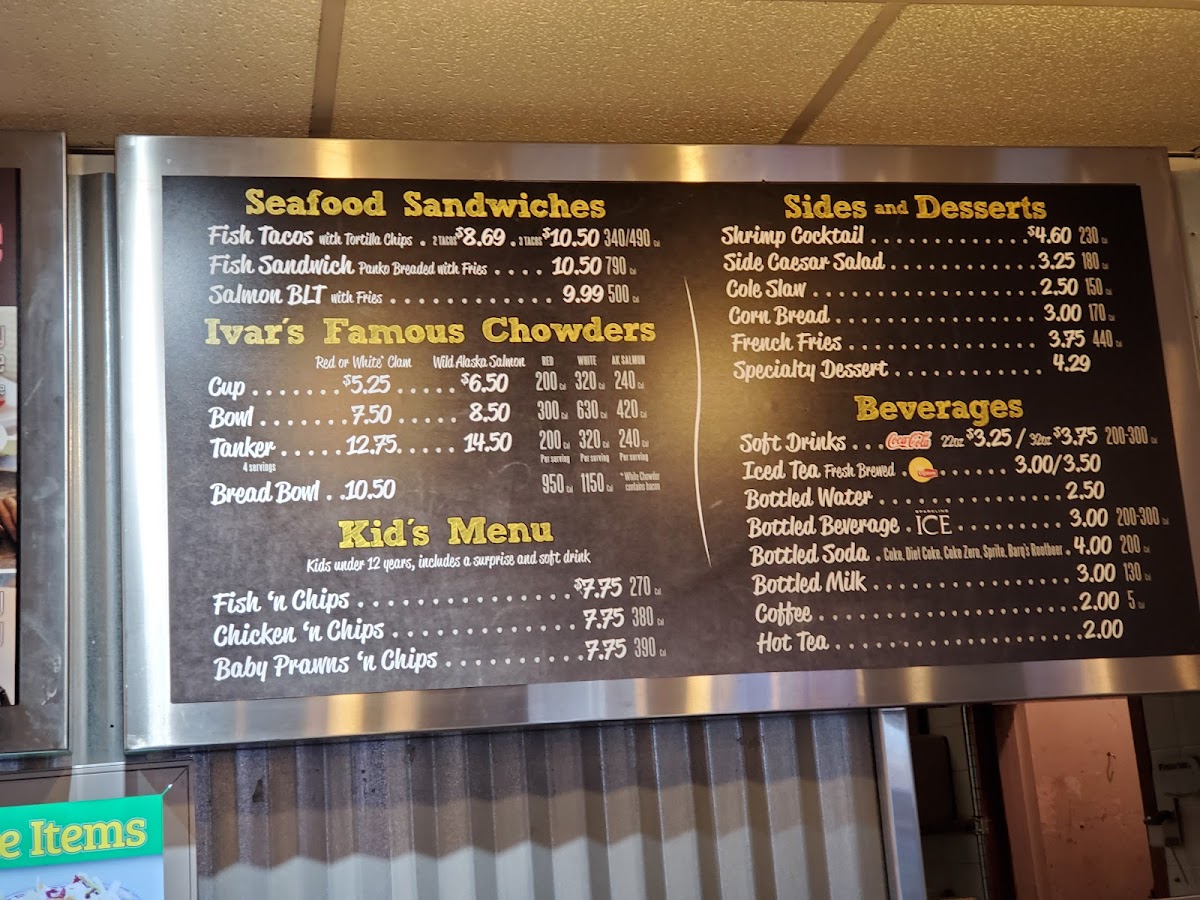 Seafood Sandwiches
Fish Tacos with Tortilla Chips . 2 TACOS $8.69 . 3 TACOS $10.50 340/490 Cal
Fish Sandwich Panko Breaded with Fries . . . . 10.50 790 Cal
Salmon BLT with Fries . . . . . . . . . . . . 9.99 500 Cal
Ivar's Famous Chowders
Red or White* Clam Wild Alaska Salmon RED WHITE AK SALMON
Cup . . . . . . . $5.25 . . . . . $6.50 200 Cal 320 Cal 240 Cal
Bowl . . . . . . . 7.50 . . . . . 8.50 300 Cal 630 Cal 420 Cal
Tanker . . . . . 12.75 . . . . . 14.50 200 Cal 320 Cal 240 Cal
4 servings Per serving Per serving Per serving
Bread Bowl . . 10.50 950 Cal 1150 Cal *White Chowder
contains bacon
Kid's Menu
Kids under 12 years, includes a surprise and soft drink
Fish 'n Chips . . . . . . . . . . . . . . . . $7.75 270 Cal
Chicken 'n Chips . . . . . . . . . . . . . . 7.75 380 Cal
Baby Prawns 'n Chips . . . . . . . . . . . 7.75 390 Cal
Sides and Desserts
Shrimp Cocktail . . . . . . . . . . . . $4.60 230 Cal
Side Caesar Salad . . . . . . . . . . . . 3.25 180 Cal
Cole Slaw . . . . . . . . . . . . . . . . . . 2.50 150 Cal
Corn Bread . . . . . . . . . . . . . . . . 3.00 170 Cal
French Fries . . . . . . . . . . . . . . . 3.75 440 Cal
Specialty Dessert . . . . . . . . . . . . 4.29
Beverages
Soft Drinks . . . Coca-Cola 22oz $3.25 / 32oz $3.75 200-300 Cal
Iced Tea Fresh Brewed . Lipton . . . . . . . 3.00/3.50
Bottled Water . . . . . . . . . . . . . . 2.50
Bottled Beverage . SPARKLING ICE . . . . . . . . . 3.00 200-300 Cal
Bottled Soda . Coke, Diet Coke, Coke Zero, Sprite, Barq's Rootbeer . 4.00 200 Cal
Bottled Milk . . . . . . . . . . . . . . . 3.00 130 Cal
Coffee . . . . . . . . . . . . . . . . . . . 2.00 5 Cal
Hot Tea . . . . . . . . . . . . . . . . . . 2.00
e Items